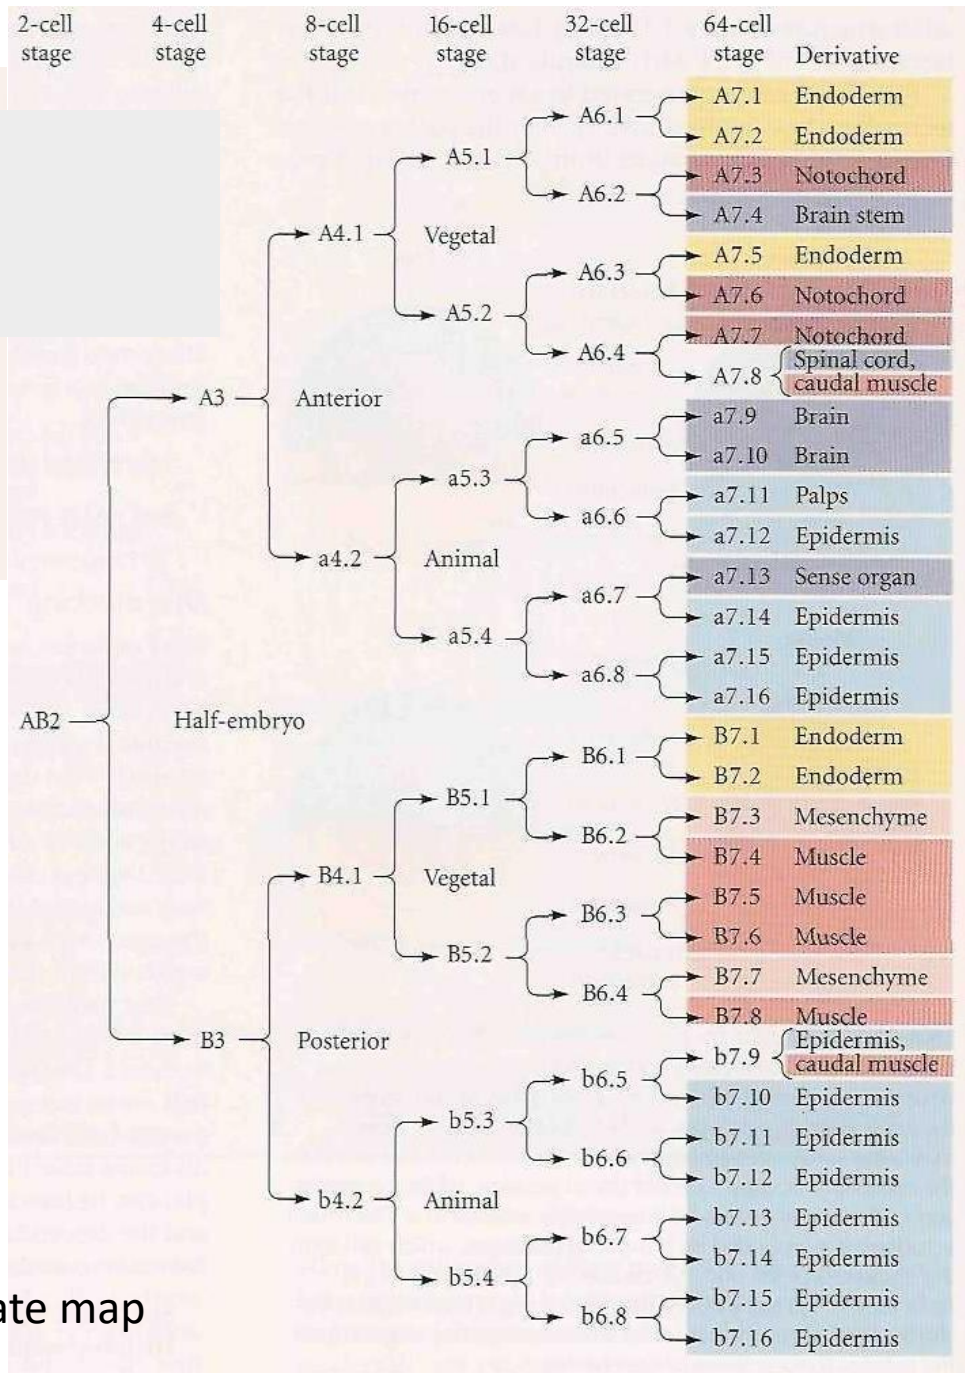 2-cell stage
4-cell stage
8-cell stage
16-cell stage
32-cell stage
64-cell stage
Derivative
A7.1 Endoderm
A6.1
A7.2 Endoderm
A5.1
A7.3 Notochord
A6.2
A7.4 Brain stem
A4.1
Vegetal
A7.5 Endoderm
A6.3
A7.6 Notochord
A5.2
A7.7 Notochord
A6.4
A7.8 Spinal cord,
caudal muscle
A3
Anterior
a7.9 Brain
a6.5
a7.10 Brain
a5.3
a7.11 Palps
a6.6
a7.12 Epidermis
a4.2
Animal
a7.13 Sense organ
a6.7
a7.14 Epidermis
a5.4
a7.15 Epidermis
a6.8
a7.16 Epidermis
AB2
Half-embryo
B7.1 Endoderm
B6.1
B7.2 Endoderm
B5.1
B7.3 Mesenchyme
B6.2
B7.4 Muscle
B4.1
Vegetal
B7.5 Muscle
B6.3
B7.6 Muscle
B5.2
B7.7 Mesenchyme
B6.4
B7.8 Muscle
B3
Posterior
b7.9 Epidermis,
caudal muscle
b6.5
b7.10 Epidermis
b5.3
b7.11 Epidermis
b6.6
b7.12 Epidermis
b4.2
Animal
b7.13 Epidermis
b6.7
b7.14 Epidermis
b5.4
b7.15 Epidermis
b6.8
b7.16 Epidermis
ate map